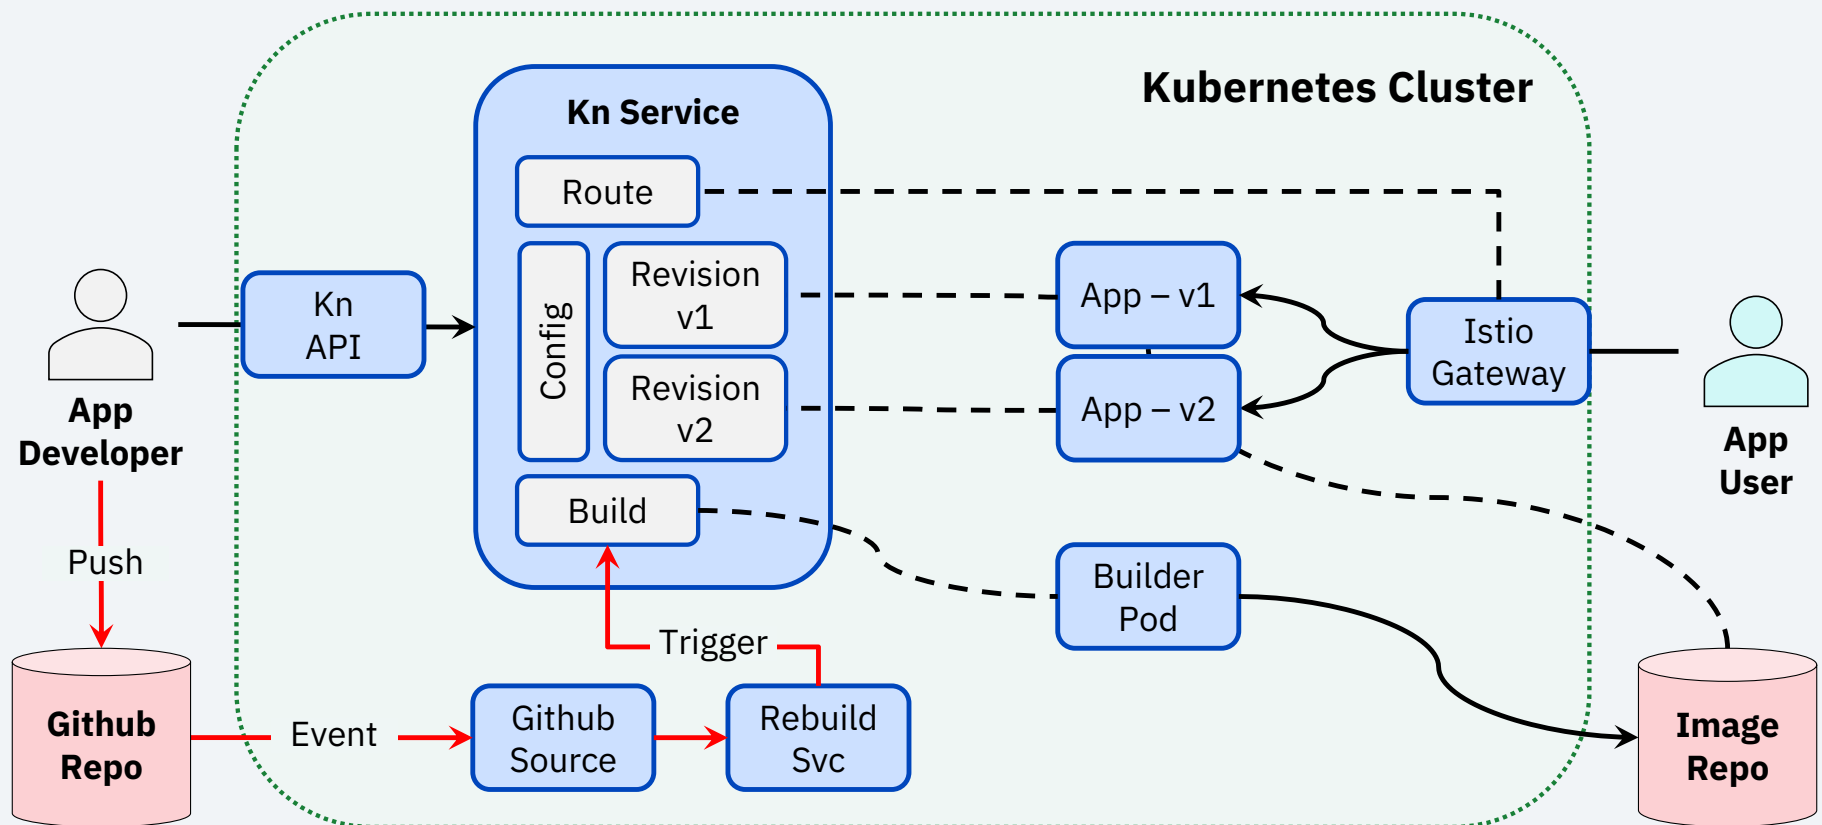 Kubernetes Cluster
Kn Service
Route
Config
Revision
v1
Revision
v2
Build
Kn
API
App
Developer
Push
Github
Repo
Event
Github
Source
Rebuild
Svc
Trigger
App – v1
App – v2
Builder
Pod
Istio
Gateway
App
User
Image
Repo